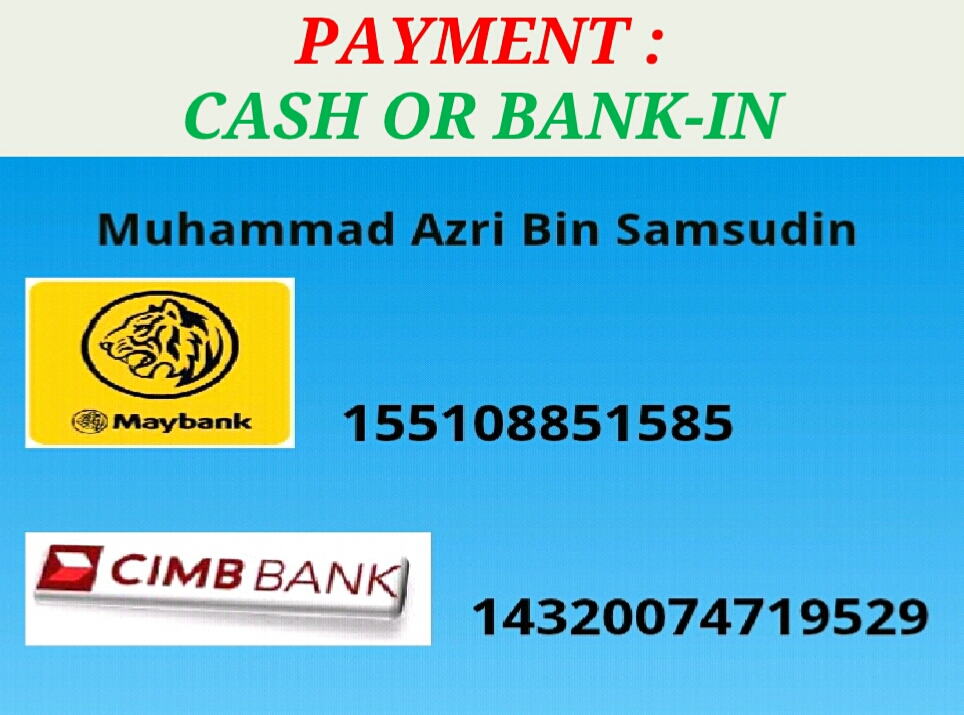 PAYMENT :
CASH OR BANK-IN
Muhammad Azri Bin Samsudin
Maybank
155108851585
CIMB BANK
14320074719529